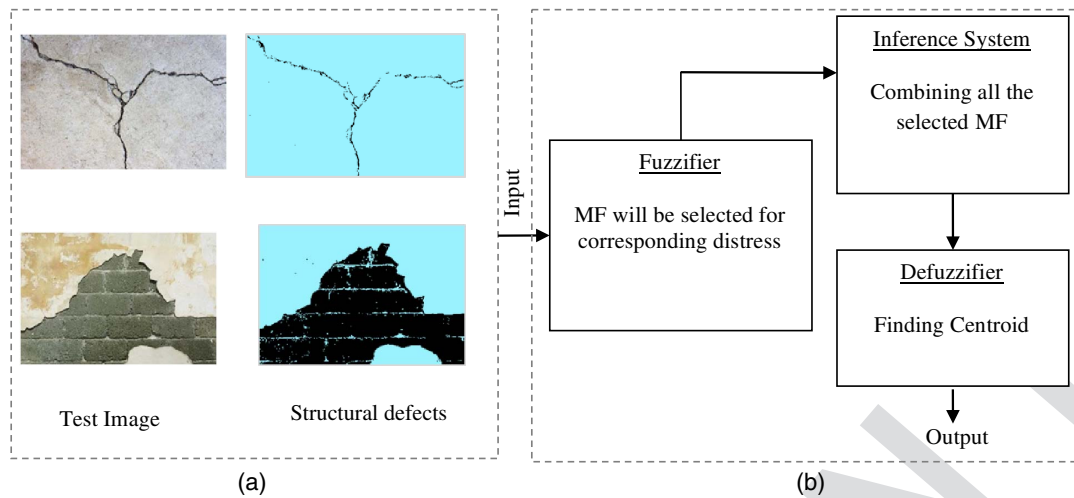 Test Image
Structural defects
(a)
Input
Fuzzifier
MF will be selected for
corresponding distress
Inference System
Combining all the
selected MF
Defuzzifier
Finding Centroid
Output
(b)